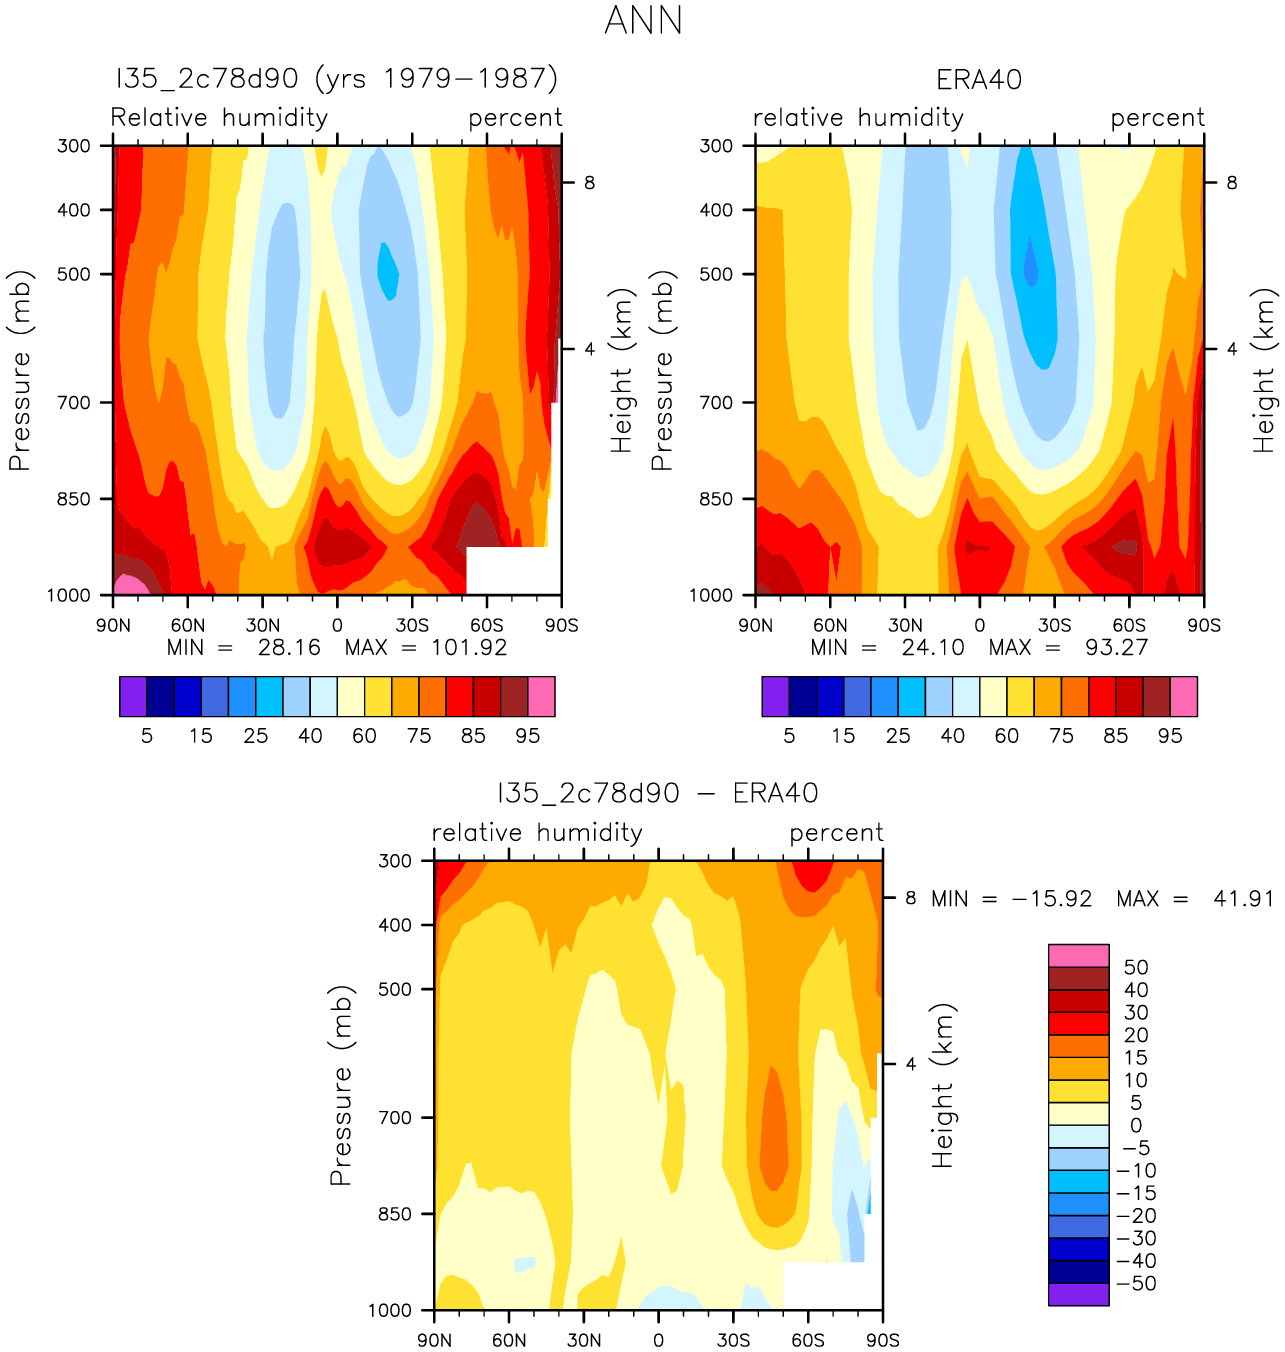 ANN
I35_2c78d90 (yrs 1979-1987)
Relative humidity percent
300
400
500
700
850
1000
Pressure (mb)
8
4
Height (km)
90N 60N 30N 0 30S 60S 90S
MIN = 28.16 MAX = 101.92
5 15 25 40 60 75 85 95
ERA40
relative humidity percent
300
400
500
700
850
1000
Pressure (mb)
8
4
Height (km)
90N 60N 30N 0 30S 60S 90S
MIN = 24.10 MAX = 93.27
5 15 25 40 60 75 85 95
I35_2c78d90 - ERA40
relative humidity percent
300
400
500
700
850
1000
Pressure (mb)
8
4
Height (km)
90N 60N 30N 0 30S 60S 90S
MIN = -15.92 MAX = 41.91
50
40
30
20
15
10
5
0
-5
-10
-15
-20
-30
-40
-50